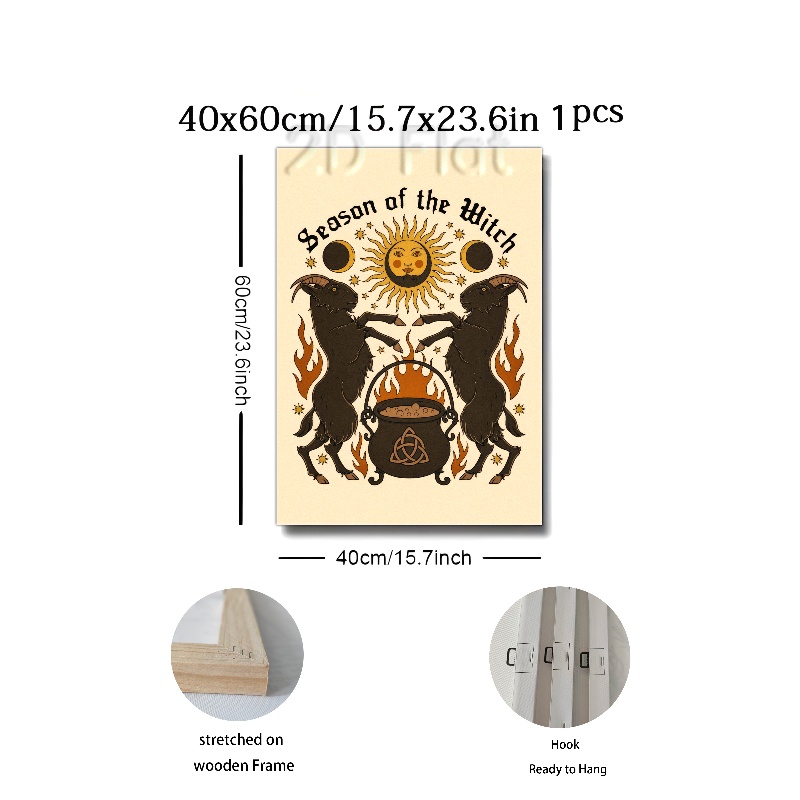 40x60cm/15.7x23.6in 1pcs
2D Flat
Season of the Witch
60cm/23.6inch
40cm/15.7inch
stretched on
wooden Frame
Hook
Ready to Hang